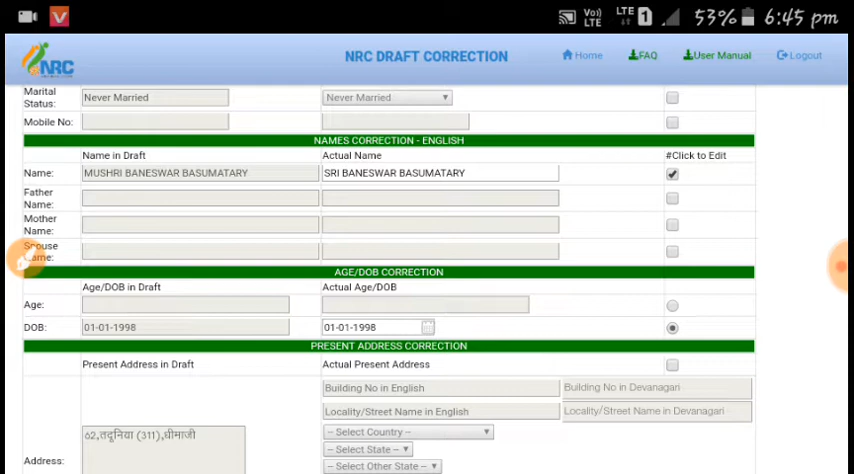 Vo) LTE LTE 1 53% 6:45 pm
NRC
NRC DRAFT CORRECTION
Home FAQ User Manual Logout
Marital Status: Never Married Never Married
Mobile No:
NAMES CORRECTION - ENGLISH
Name in Draft Actual Name #Click to Edit
Name: MUSHRI BANESWAR BASUMATARY SRI BANESWAR BASUMATARY
Father Name:
Mother Name:
Spouse
AGE/DOB CORRECTION
Age/DOB in Draft Actual Age/DOB
Age:
DOB: 01-01-1998 01-01-1998
PRESENT ADDRESS CORRECTION
Present Address in Draft Actual Present Address
Building No in English Building No in Devanagari
Locality/Street Name in English Locality/Street Name in Devanagari
62,तदूनिया (311),धीमाजी -- Select Country --
-- Select State --
Address: -- Select Other State --